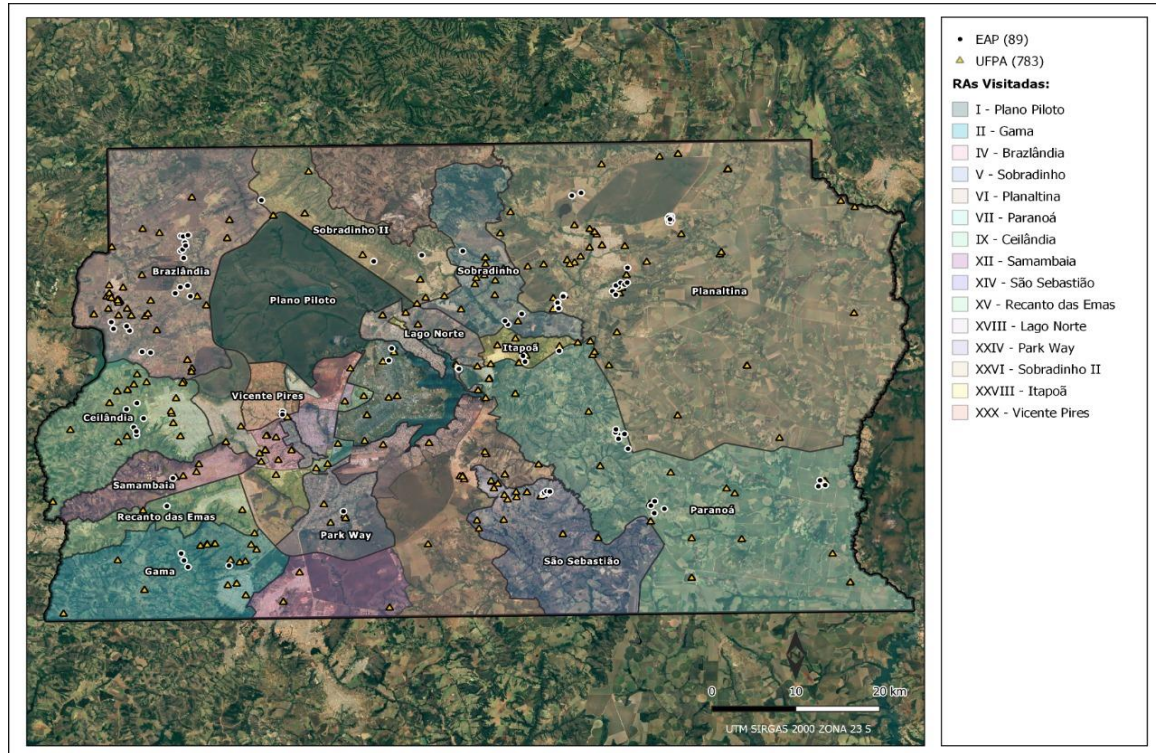 EAP (89)
UFPA (783)
RAs Visitadas:
I - Plano Piloto
II - Gama
IV - Brazlândia
V - Sobradinho
VI - Planaltina
VII - Paranoá
IX - Ceilândia
XII - Samambaia
XIV - São Sebastião
XV - Recanto das Emas
XVIII - Lago Norte
XXIV - Park Way
XXVI - Sobradinho II
XXVIII - Itapoã
XXX - Vicente Pires
Sobradinho II
Brazlândia
Sobradinho
Plano Piloto
Planaltina
Lago Norte
Itapoã
Vicente Pires
Ceilândia
Samambaia
Paranoá
Recanto das Emas
Park Way
São Sebastião
Gama
0 10 20 km
UTM SIRGAS 2000 ZONA 23 S